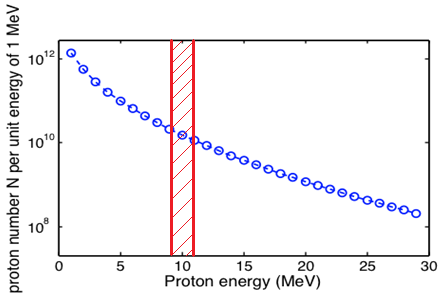 proton number N per unit energy of 1 MeV
10^12
10^10
10^8
0 5 10 15 20 25 30
Proton energy (MeV)